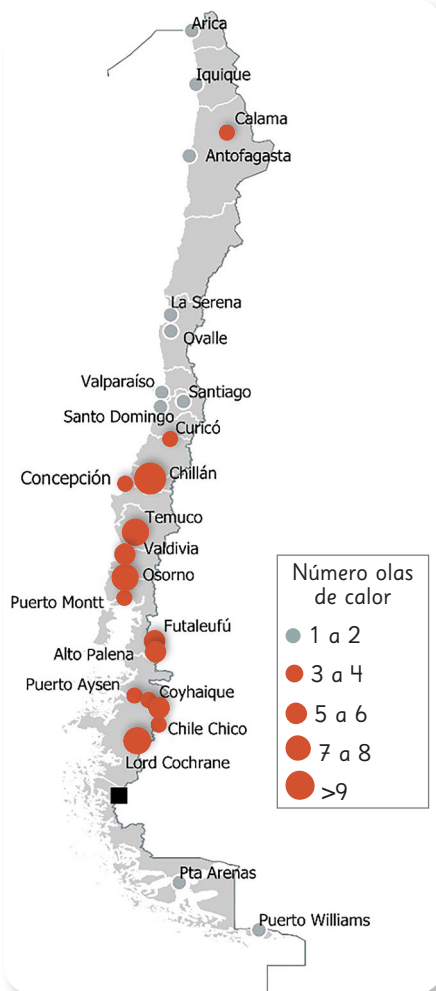 Arica
Iquique
Calama
Antofagasta
La Serena
Ovalle
Valparaíso
Santiago
Santo Domingo
Curicó
Concepción
Chillán
Temuco
Valdivia
Osorno
Puerto Montt
Futaleufú
Alto Palena
Puerto Aysen
Coyhaique
Chile Chico
Lord Cochrane
Pta Arenas
Puerto Williams
Número olas
de calor
1 a 2
3 a 4
5 a 6
7 a 8
>9